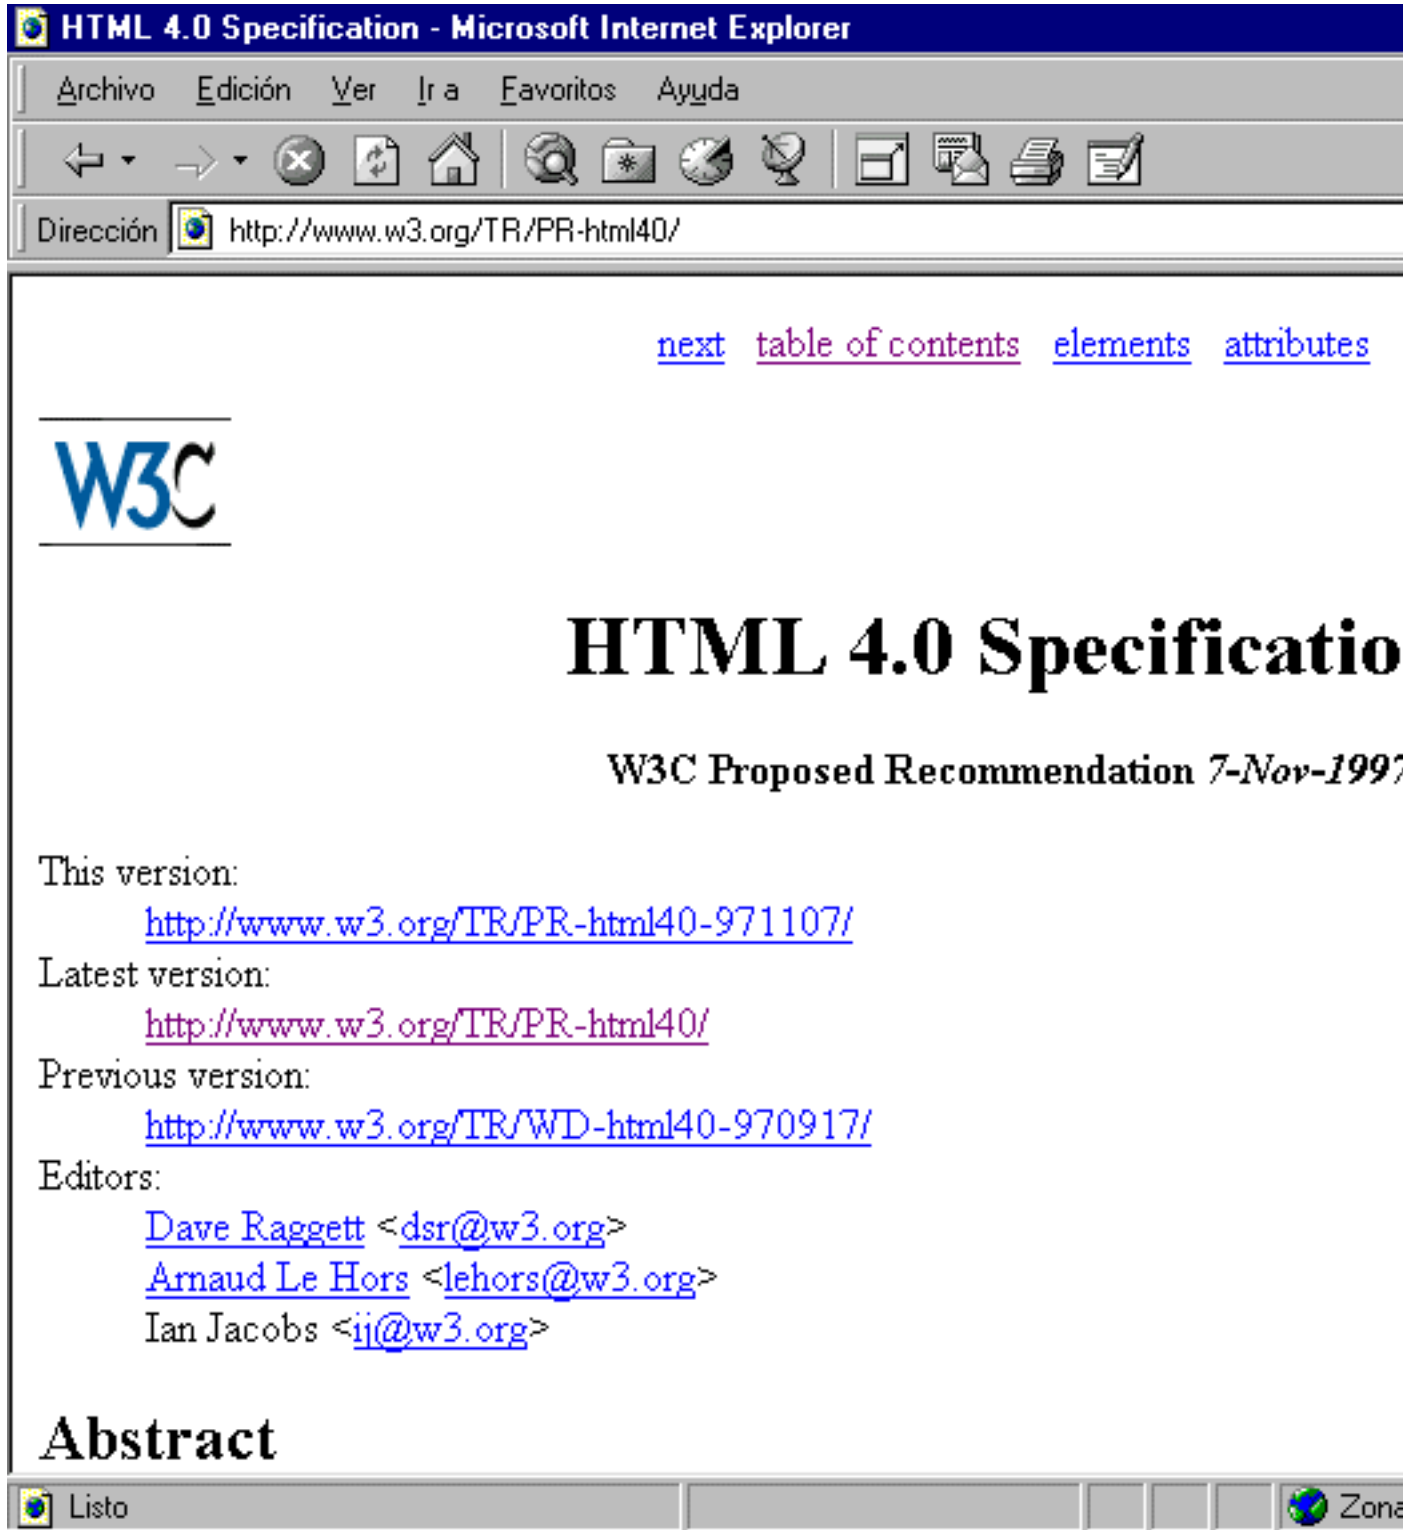 HTML 4.0 Specification - Microsoft Internet Explorer
Archivo Edición Ver Ir a Favoritos Ayuda
Dirección http://www.w3.org/TR/PR-html40/
next table of contents elements attributes
W3C
HTML 4.0 Specificatio
W3C Proposed Recommendation 7-Nov-1997
This version:
http://www.w3.org/TR/PR-html40-971107/
Latest version:
http://www.w3.org/TR/PR-html40/
Previous version:
http://www.w3.org/TR/WD-html40-970917/
Editors:
Dave Raggett <dsr@w3.org>
Arnaud Le Hors <lehors@w3.org>
Ian Jacobs <ij@w3.org>
Abstract
Listo Zona